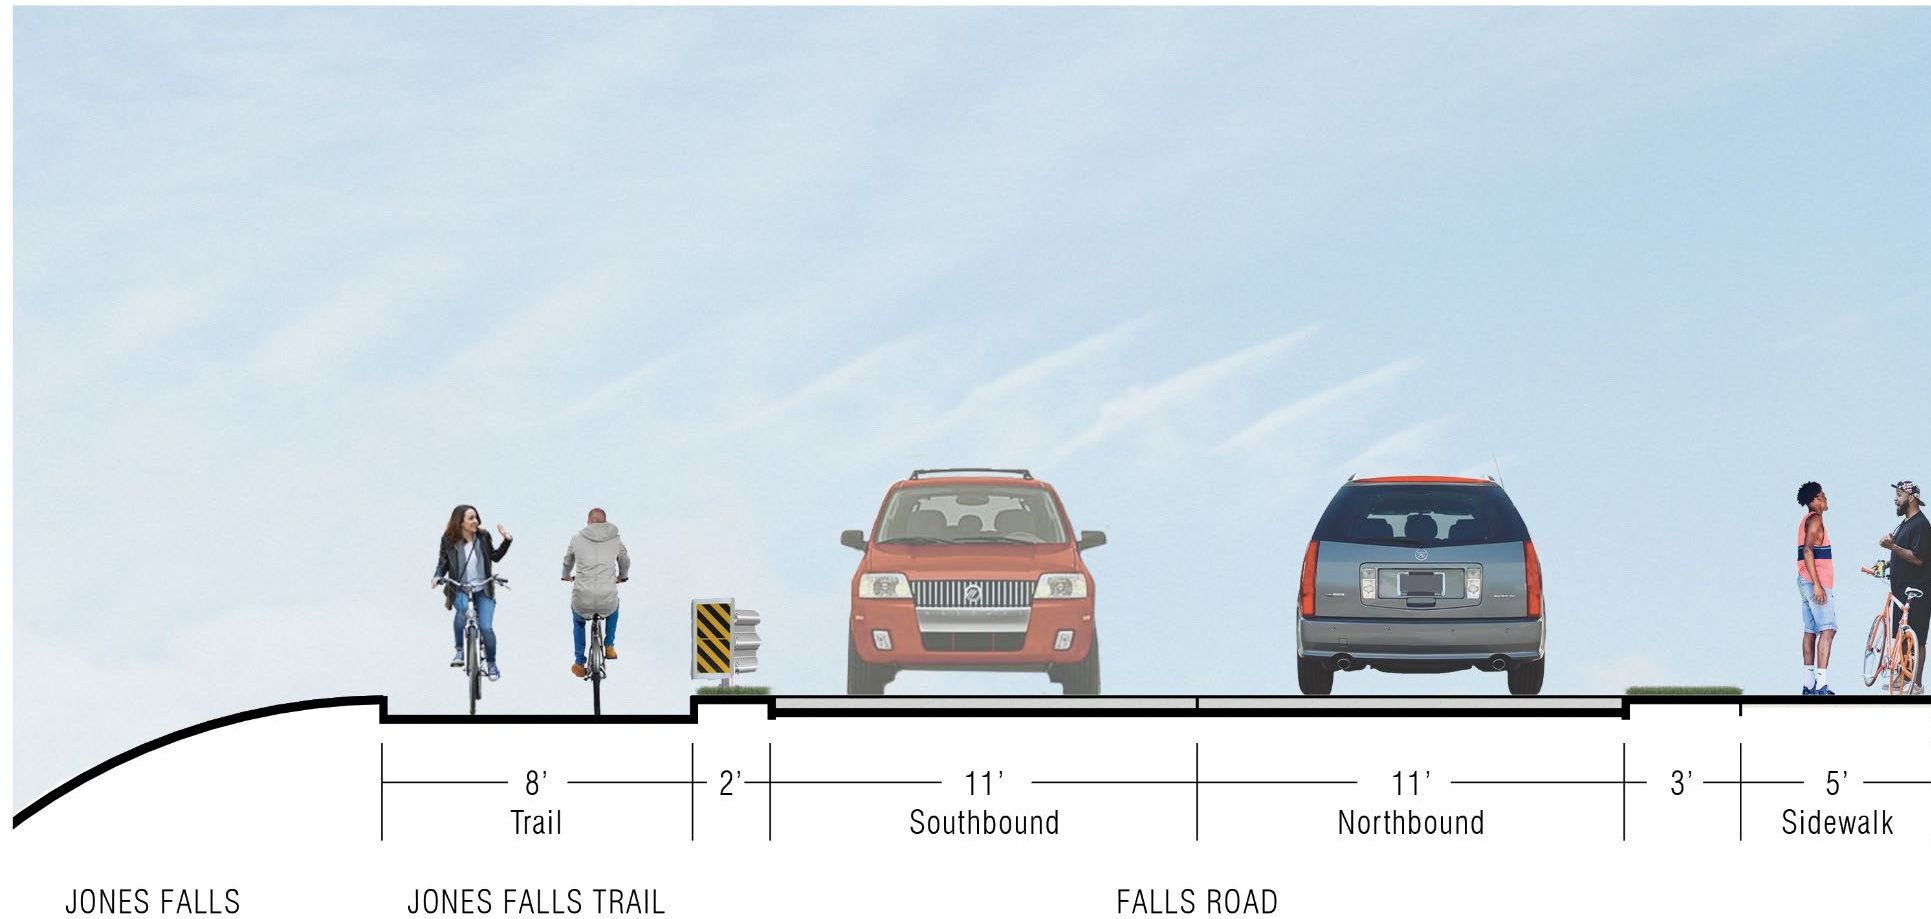 8’ 2’ 11’ 11’ 3’ 5’
Trail Southbound Northbound Sidewalk
JONES FALLS JONES FALLS TRAIL FALLS ROAD